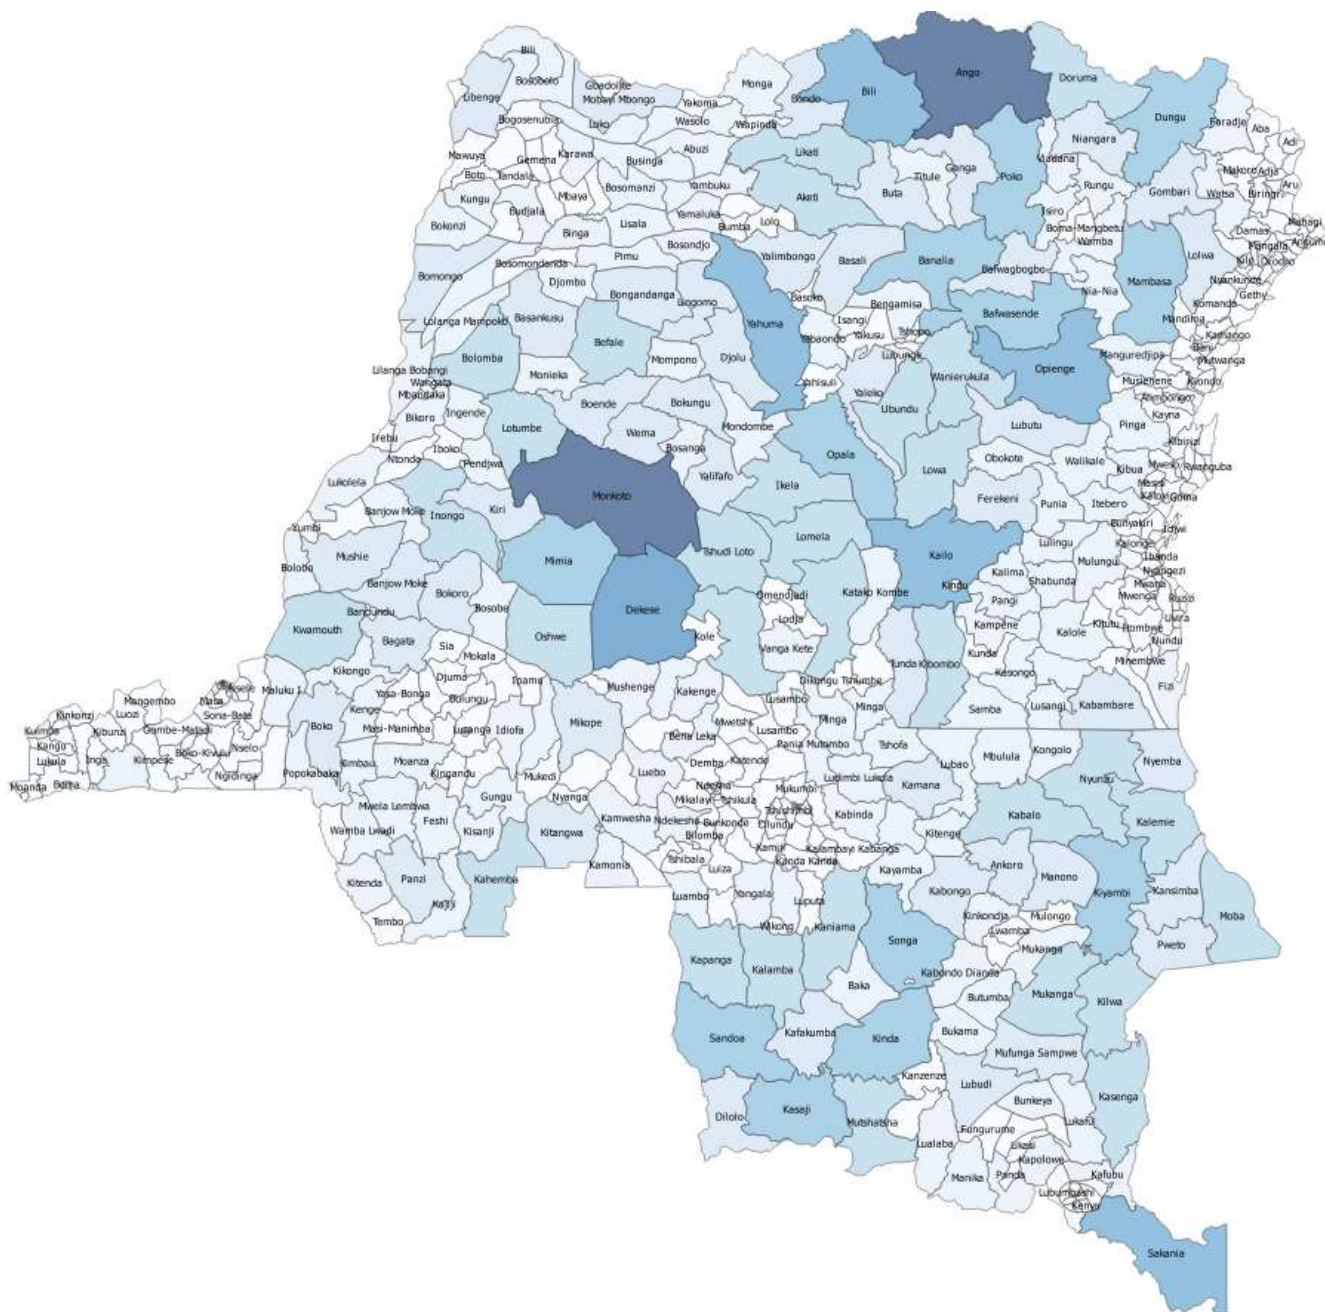 Bili
Bosobolo
Gbadolite
Libenge
Mobayi Mbongo
Yakoma
Monga
Bondo
Bili
Ango
Doruma
Dungu
Faradje
Aba
Adi
Bogosenubia
Loko
Wasolo
Wapinda
Mawuya
Gemena
Karawa
Businga
Abuzi
Likati
Titule
Ganga
Viadana
Niangara
Makoro
Adja
Boto
Tandala
Mbaya
Bosomanzi
Yambuku
Aketi
Buta
Poko
Rungu
Gombari
Watsa
Biringi
Aru
Kungu
Budjala
Lisala
Yamaluka
Bumba
Lolo
Isiro
Boma-Mangbetu
Wamba
Mahagi
Damas
Bokonzi
Binga
Bosondjo
Pimu
Yalimbongo
Basali
Banalia
Bafwagbogbo
Lolwa
Mangala
Bomongo
Bosomondanda
Djombo
Bongandanga
Lingomo
Basoko
Bengamisa
Nia-Nia
Mambasa
Nyankunde
Gethy
Komanda
Lolanga Mampoko
Basankusu
Befale
Yahuma
Isangi
Yabaondo
Yakusu
Tshopo
Bafwasende
Mandima
Kamango
Bolomba
Mompono
Djolu
Lubunga
Opienge
Manguredjipa
Beni
Mutwanga
Lilanga Bobangi
Wangata
Monieka
Yahisuli
Yaleko
Wanierukula
Musienene
Kyondo
Mbandaka
Ingende
Boende
Bokungu
Ubundu
Alimbongo
Bikoro
Lotumbe
Wema
Mondombe
Lubutu
Pinga
Kayna
Irebu
Iboko
Bosanga
Opala
Kibirizi
Ntondo
Pendjwa
Yalifafo
Lowa
Obokote
Walikale
Kibua
Mweso
Rwanguba
Lukolela
Kiri
Monkoto
Ikela
Ferekeni
Punia
Itebero
Masisi
Goma
Yumbi
Banjow Moke
Inongo
Lomela
Bunyakiri
Idjwi
Mushie
Tshudi Loto
Kailo
Lulingu
Kalonge
Bolobo
Banjow Moke
Mimia
Kindu
Kalima
Mulungu
Ibanda
Nyangezi
Bokoro
Bosobe
Dekese
Omendjadi
Katako Kombe
Pangi
Shabunda
Mwana
Mwenga
Ruzizi
Bandundu
Kwamouth
Bagata
Oshwe
Kole
Lodja
Kampene
Kalole
Kitutu
Itombwe
Uvira
Sia
Mokala
Vanga Kete
Tunda
Kibombo
Kunda
Kasongo
Minembwe
Nundu
Kikongo
Djuma
Ipamu
Mushenge
Kakenge
Dikungu Tshumbe
Fizi
Kisenso
Maluku I
Masa
Mangembo
Yasa-Bonga
Bulungu
Lusambo
Samba
Lusangi
Kabambare
Kinkonzi
Luozi
Sona-Bata
Boko
Kenge
Masi-Manimba
Lusanga
Idiofa
Mikope
Mwetshi
Lusambo
Minga
Minga
Kuimba
Kibunzi
Gombe-Matadi
Bena Leka
Pania Mutombo
Tshofa
Kongolo
Kangu
Lukula
Inga
Kimpese
Boko-Kivulu
Nselo
Kimbau
Moanza
Demba
Katende
Lubao
Mbulula
Nyemba
Moanda
Boma
Ngidinga
Popokabaka
Kingandu
Mukedi
Luebo
Ndesha
Mukumbi
Ludimbi Lukula
Kamana
Nyunzu
Mwela Lembwa
Gungu
Nyanga
Mikalayi
Tshikula
Wamba Lwadi
Feshi
Kamwesha
Ndekesha
Bunkonde
Kabinda
Kabalo
Kalemie
Kisanji
Kitangwa
Bilomba
Kamiji
Kalambayi Kabanga
Kitenge
Kamonia
Tshibala
Luiza
Kanda Kanda
Ankoro
Kitenda
Panzi
Kahemba
Kayamba
Manono
Kiyambi
Kansimba
Luambo
Yangala
Luputa
Kabongo
Kajiji
Kinkondja
Mulongo
Moba
Tembo
Wikong
Kaniama
Songa
Lwamba
Mukanga
Pweto
Kapanga
Kalamba
Kabondo Dianda
Baka
Butumba
Mukanga
Kilwa
Sandoa
Kafakumba
Kinda
Bukama
Mufunga Sampwe
Kanzenze
Lubudi
Kasenga
Dilolo
Kasaji
Mutshatsha
Bunkeya
Fungurume
Lukafu
Lualaba
Likasi
Kapolowe
Manika
Panda
Kafubu
Lubumbashi
Kenya
Sakania